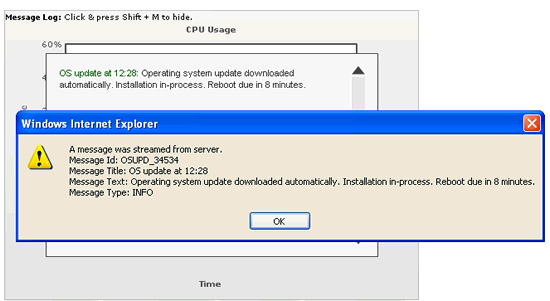 Message Log: Click & press Shift + M to hide.
CPU Usage
60%
OS update at 12:28: Operating system update downloaded
automatically. Installation in-process. Reboot due in 8 minutes.
Windows Internet Explorer
A message was streamed from server.
Message Id: OSUPD_34534
Message Title: OS update at 12:28
Message Text: Operating system update downloaded automatically. Installation in-process. Reboot due in 8 minutes.
Message Type: INFO
OK
Time